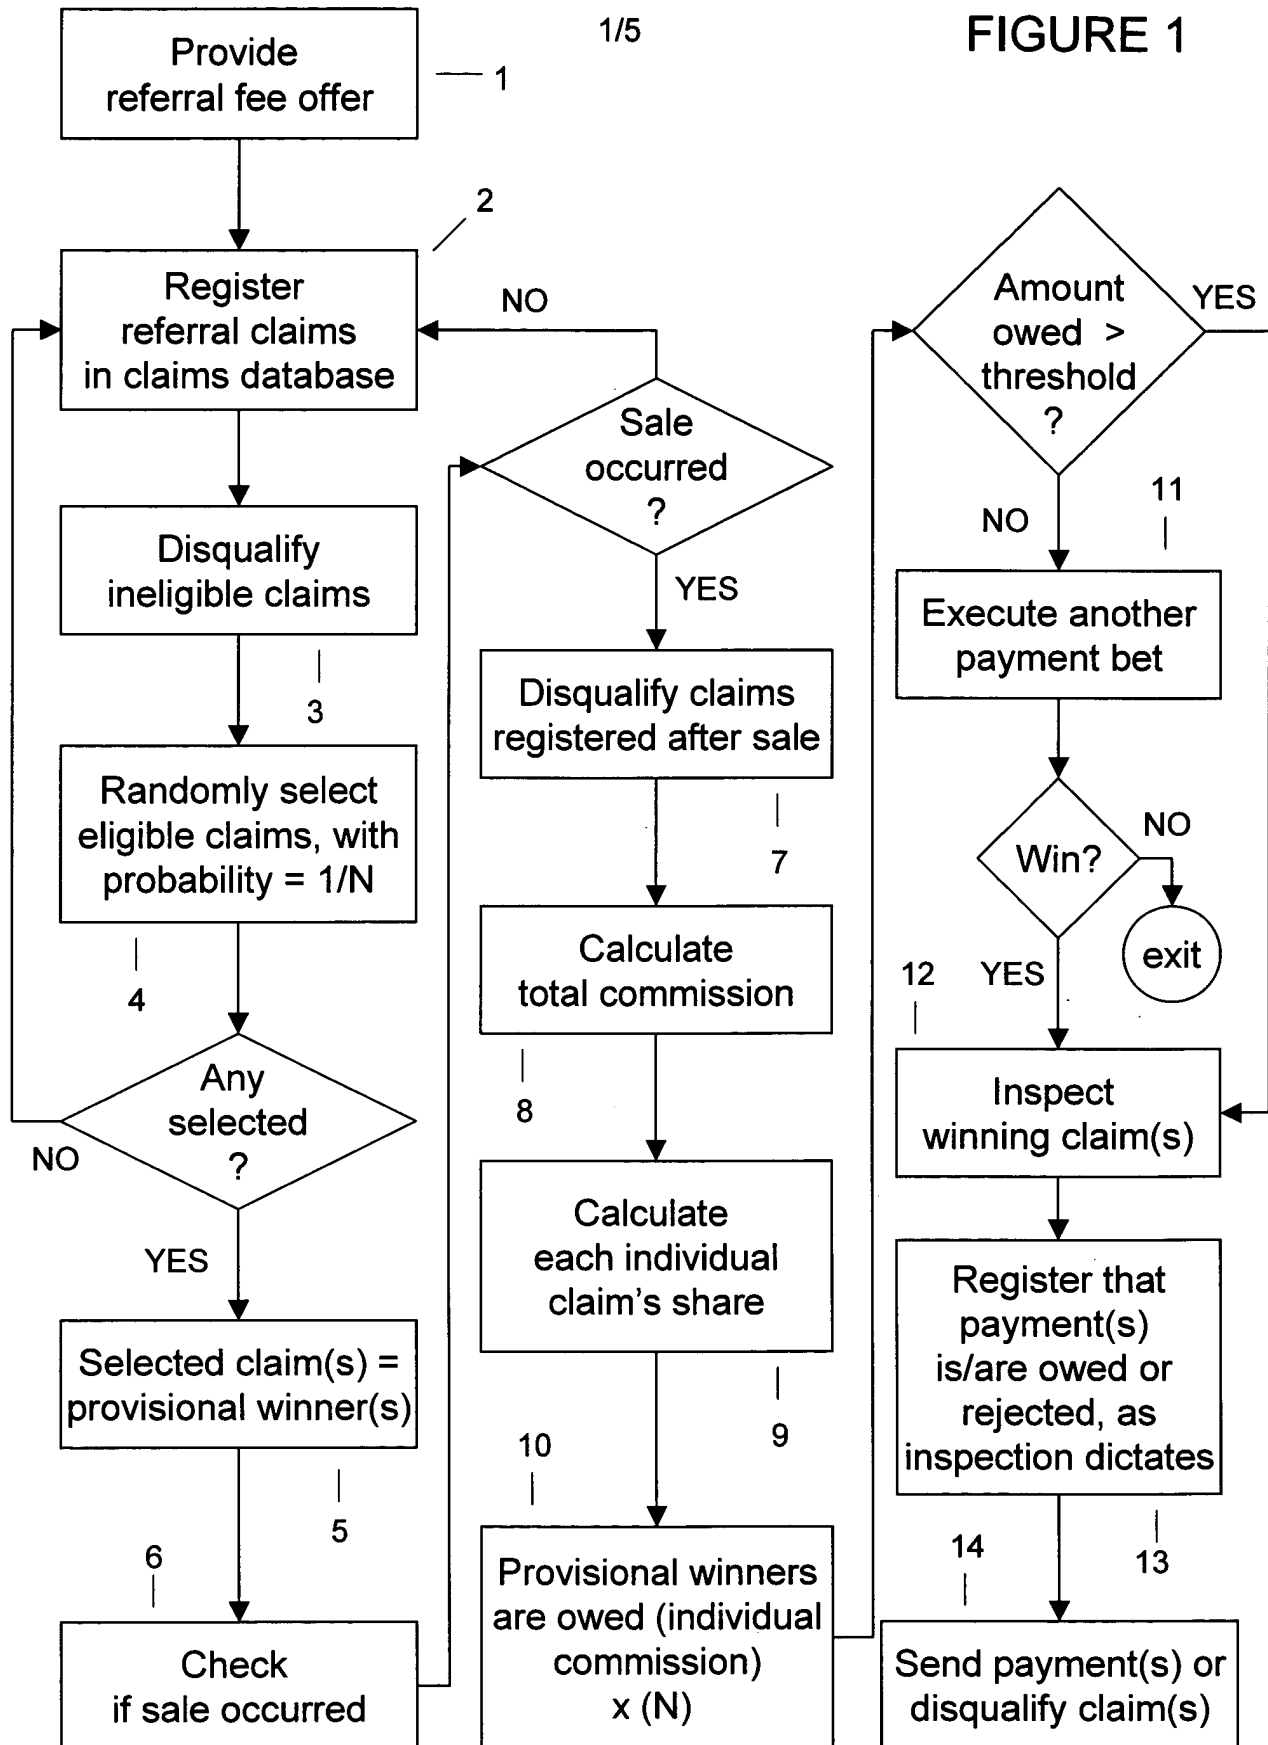 1/5
FIGURE 1
Provide
referral fee offer
1
2
Register
referral claims
in claims database
Disqualify
ineligible claims
3
Randomly select
eligible claims, with
probability = 1/N
4
Any
selected
?
NO
YES
Selected claim(s) =
provisional winner(s)
5
6
Check
if sale occurred
NO
Sale
occurred
?
YES
Disqualify claims
registered after sale
7
Calculate
total commission
8
Calculate
each individual
claim's share
9
10
Provisional winners
are owed (individual
commission)
x (N)
Amount
owed >
threshold
?
YES
NO
11
Execute another
payment bet
Win?
NO
exit
YES
12
Inspect
winning claim(s)
Register that
payment(s)
is/are owed or
rejected, as
inspection dictates
13
14
Send payment(s) or
disqualify claim(s)